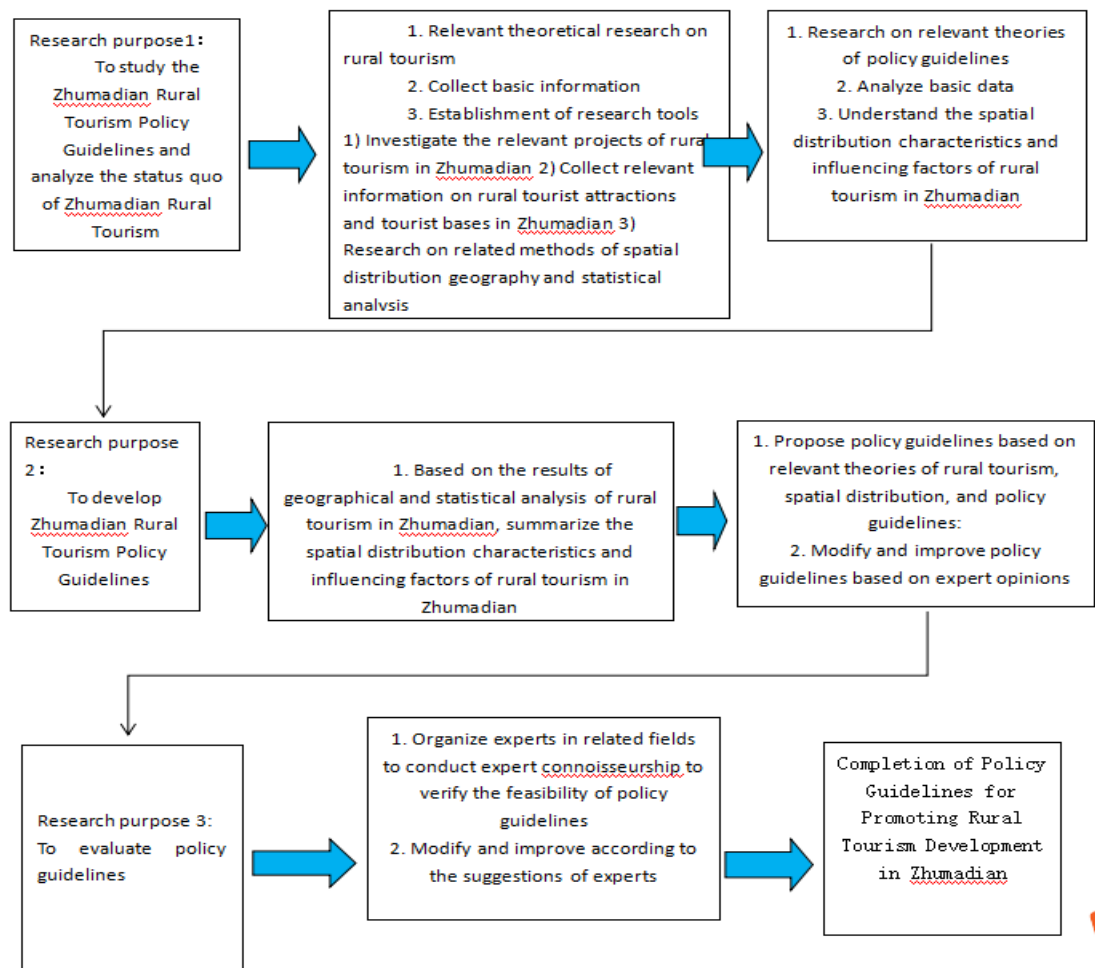 Research purpose1:
To study the
Zhumadian Rural
Tourism Policy
Guidelines and
analyze the status quo
of Zhumadian Rural
Tourism
1. Relevant theoretical research on
rural tourism
2. Collect basic information
3. Establishment of research tools
1) Investigate the relevant projects of rural
tourism in Zhumadian 2) Collect relevant
information on rural tourist attractions
and tourist bases in Zhumadian 3)
Research on related methods of spatial
distribution geography and statistical
analysis
1. Research on relevant theories
of policy guidelines
2. Analyze basic data
3. Understand the spatial
distribution characteristics and
influencing factors of rural
tourism in Zhumadian
Research purpose
2:
To develop
Zhumadian Rural
Tourism Policy
Guidelines
1. Based on the results of
geographical and statistical analysis of rural
tourism in Zhumadian, summarize the
spatial distribution characteristics and
influencing factors of rural tourism in
Zhumadian
1. Propose policy guidelines based on
relevant theories of rural tourism,
spatial distribution, and policy
guidelines:
2. Modify and improve policy
guidelines based on expert opinions
Research purpose 3:
To evaluate policy
guidelines
1. Organize experts in related fields
to conduct expert connoisseurship to
verify the feasibility of policy
guidelines
2. Modify and improve according to
the suggestions of experts
Completion of Policy
Guidelines for
Promoting Rural
Tourism Development
in Zhumadian